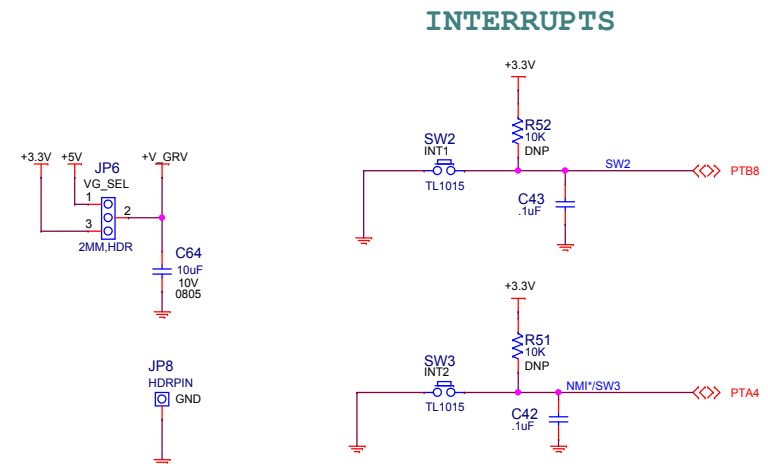 INTERRUPTS
+3.3V
R52
10K
DNP
SW2
INT1
TL1015
SW2
PTB8
C43
.1uF
+3.3V
+5V
+V_GRV
JP6
VG_SEL
1
2
3
2MM,HDR
C64
10uF
10V
0805
+3.3V
R51
10K
DNP
SW3
INT2
TL1015
NMI*/SW3
PTA4
C42
.1uF
JP8
HDRPIN
GND